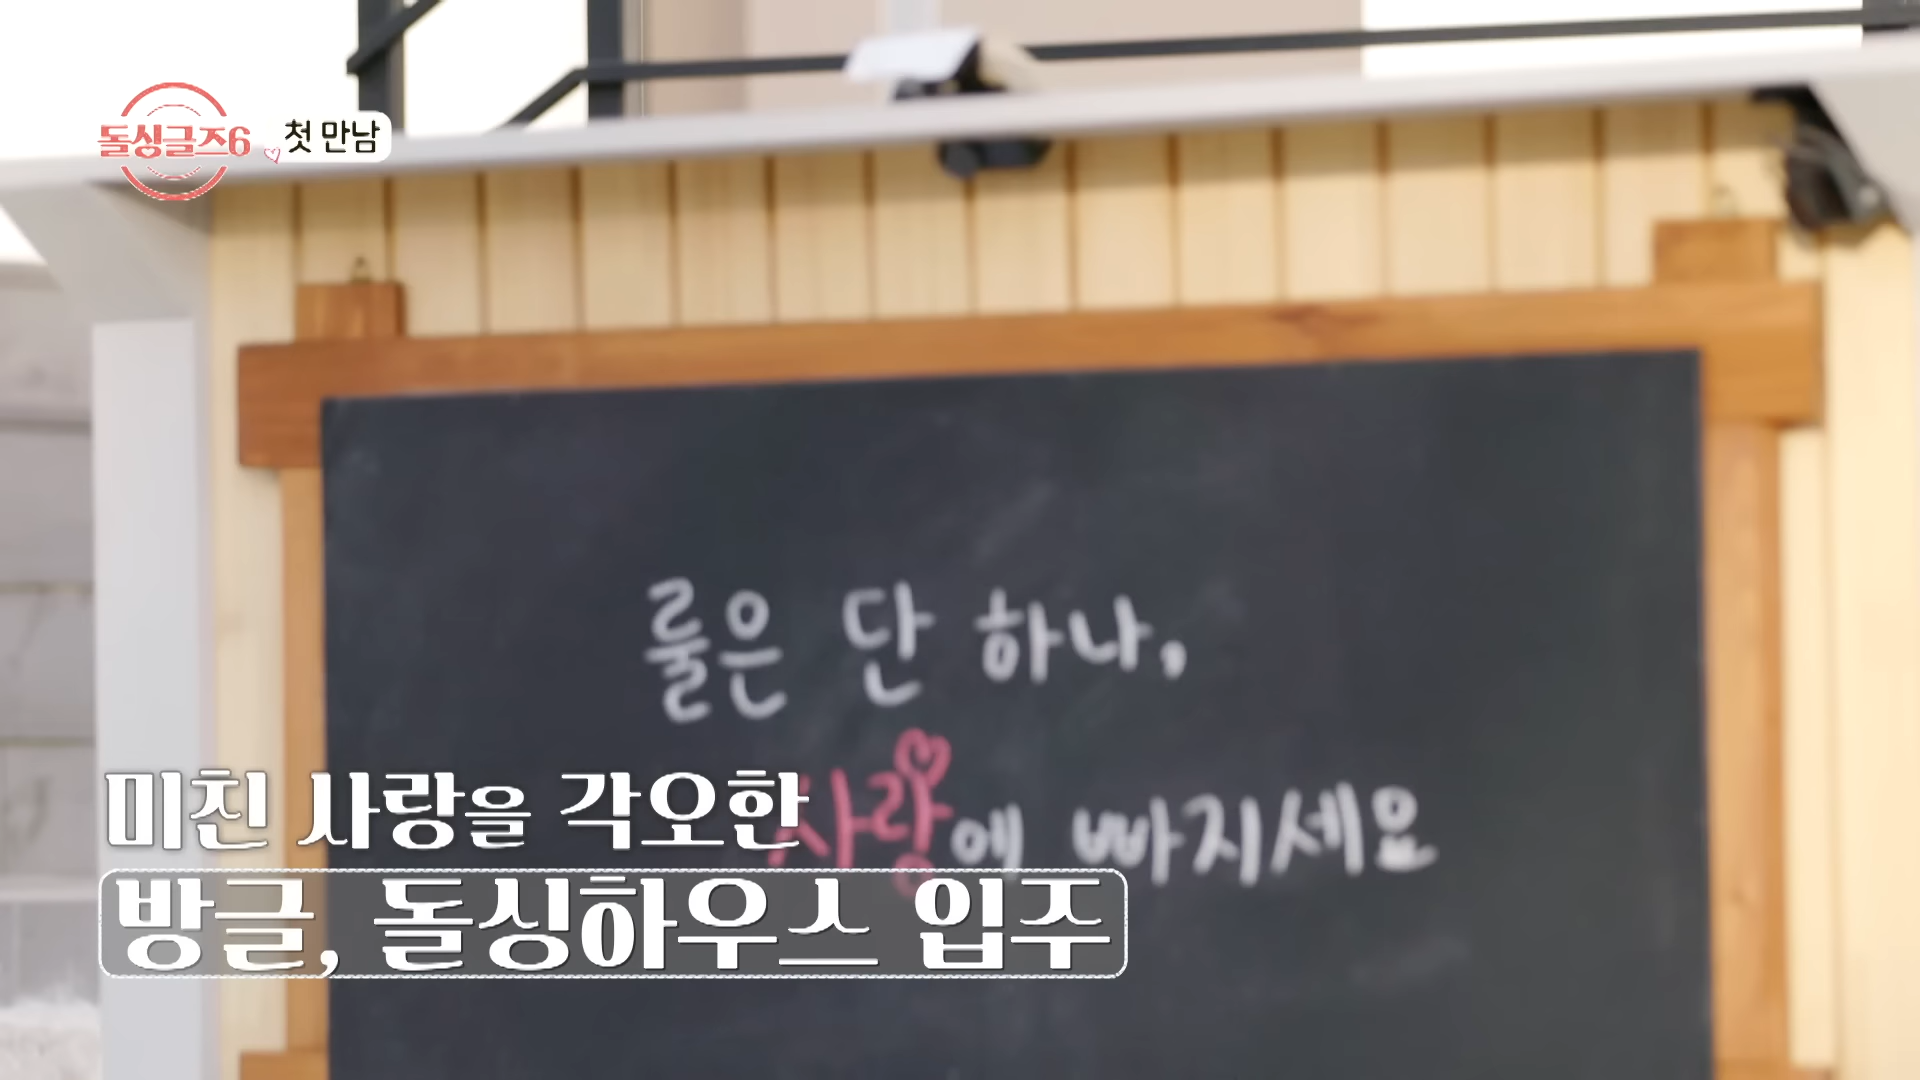 돌싱글즈6 첫 만남
룰은 단 하나,
사랑에 빠지세요
미친 사랑을 각오한
방글, 돌싱하우스 입주